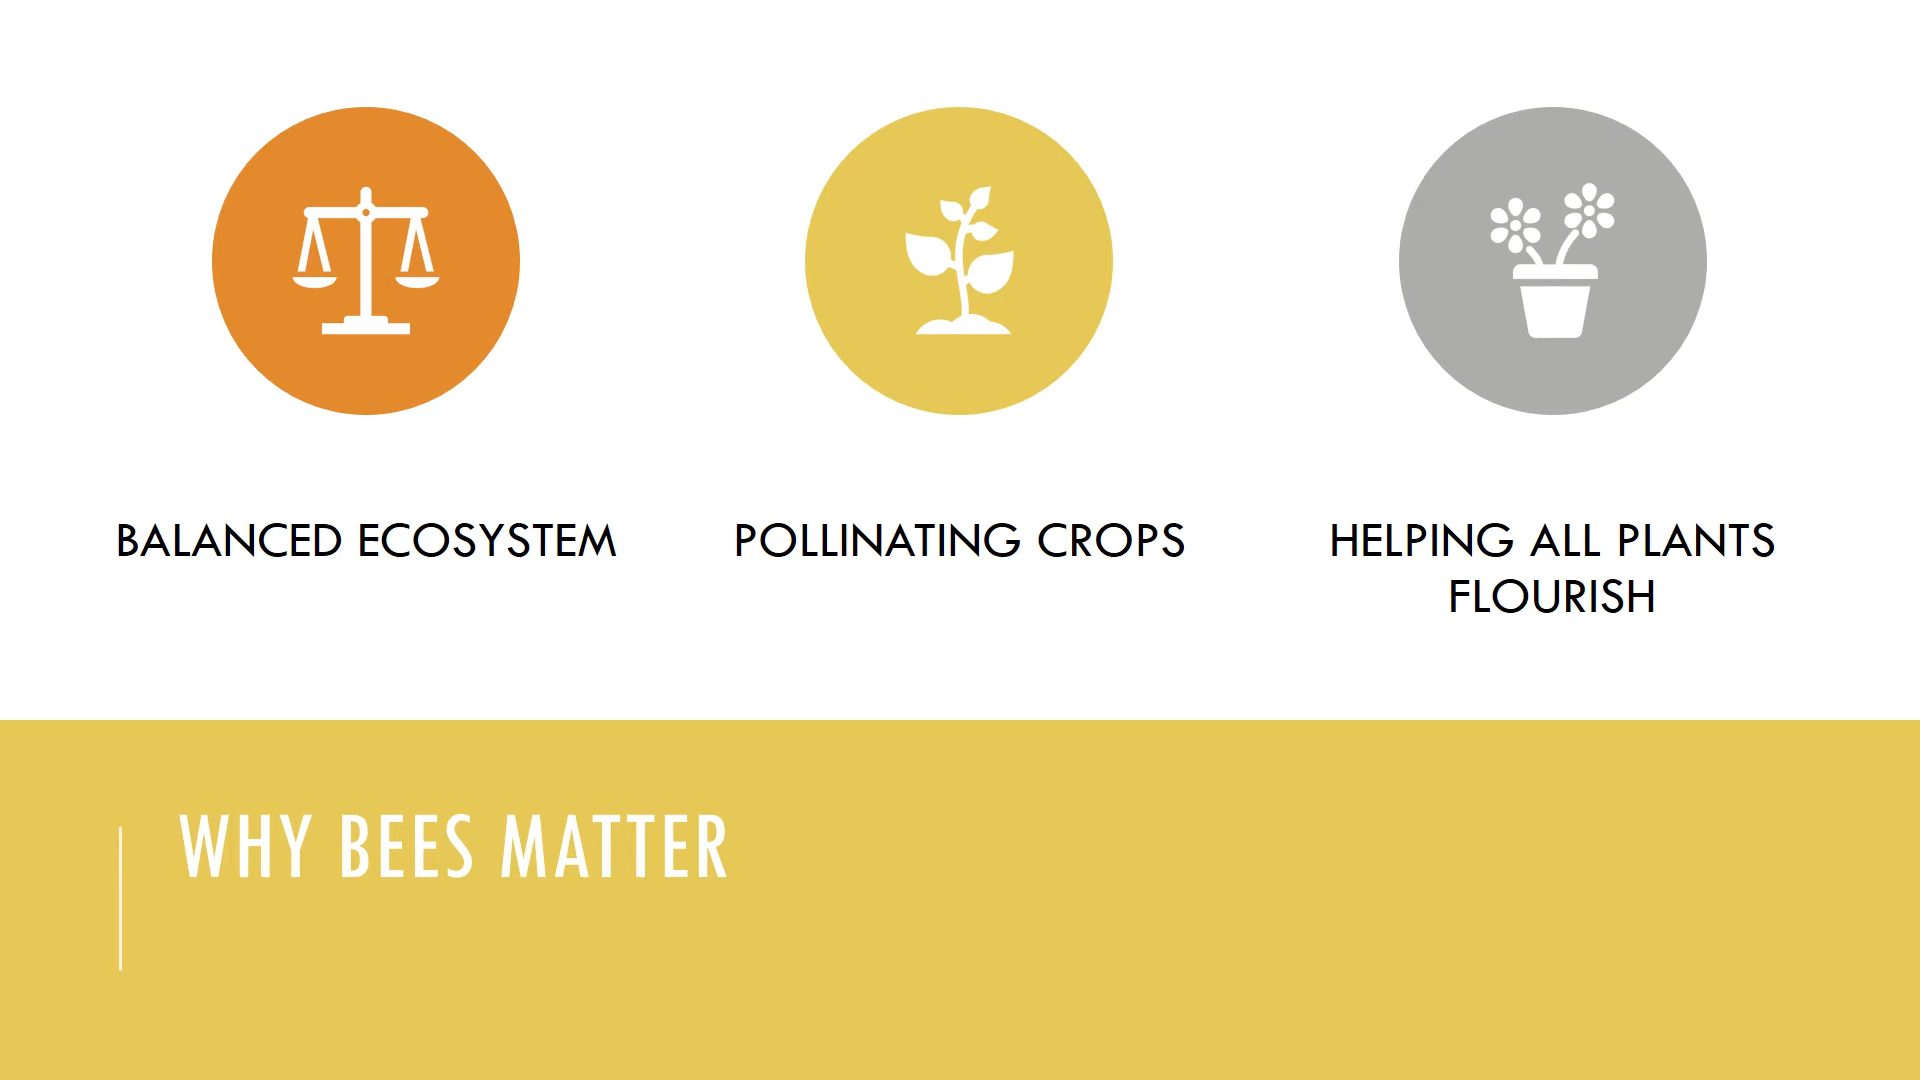 BALANCED ECOSYSTEM
POLLINATING CROPS
HELPING ALL PLANTS
FLOURISH
WHY BEES MATTER